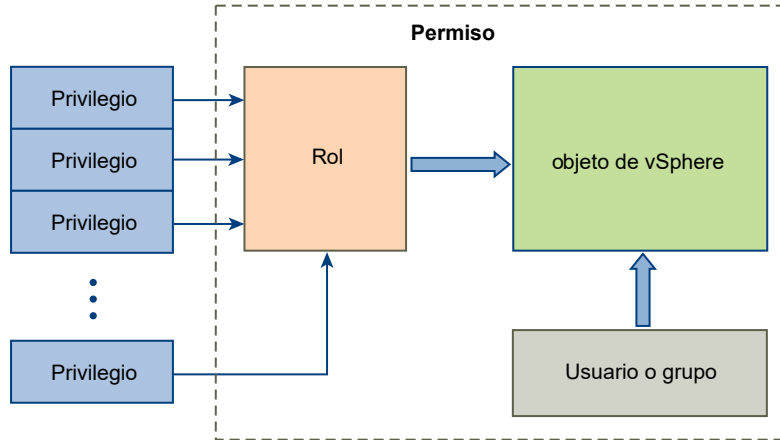 Permiso
Privilegio
Privilegio
Privilegio
Privilegio
Rol
objeto de vSphere
Usuario o grupo